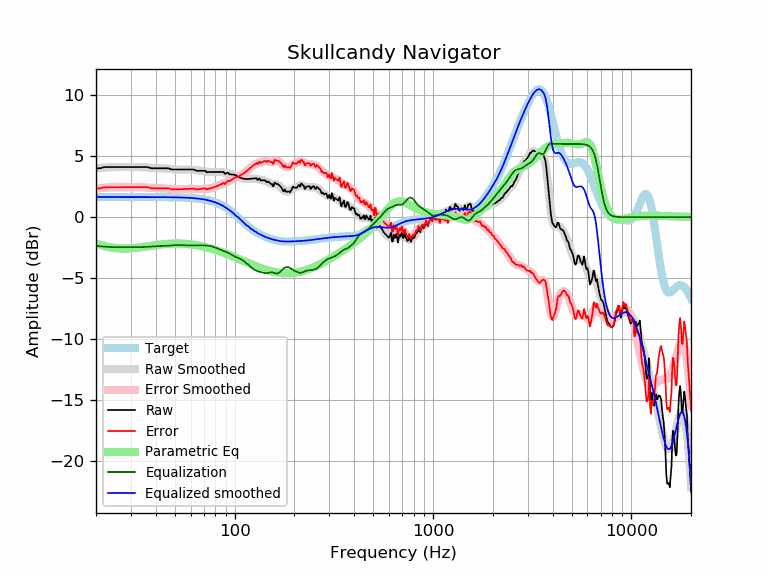 Skullcandy Navigator
10
5
0
−5
−10
−15
−20
Amplitude (dBr)
Target
Raw Smoothed
Error Smoothed
Raw
Error
Parametric Eq
Equalization
Equalized smoothed
100
1000
10000
Frequency (Hz)